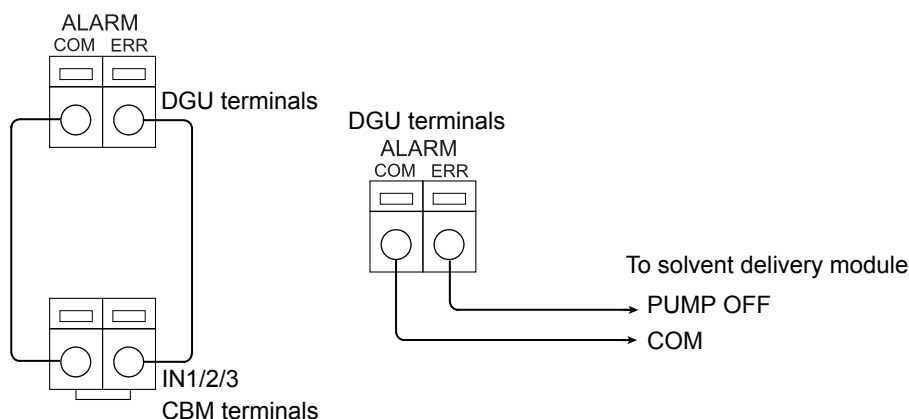 ALARM
COM ERR
DGU terminals
IN1/2/3
CBM terminals
DGU terminals
ALARM
COM ERR
To solvent delivery module
PUMP OFF
COM